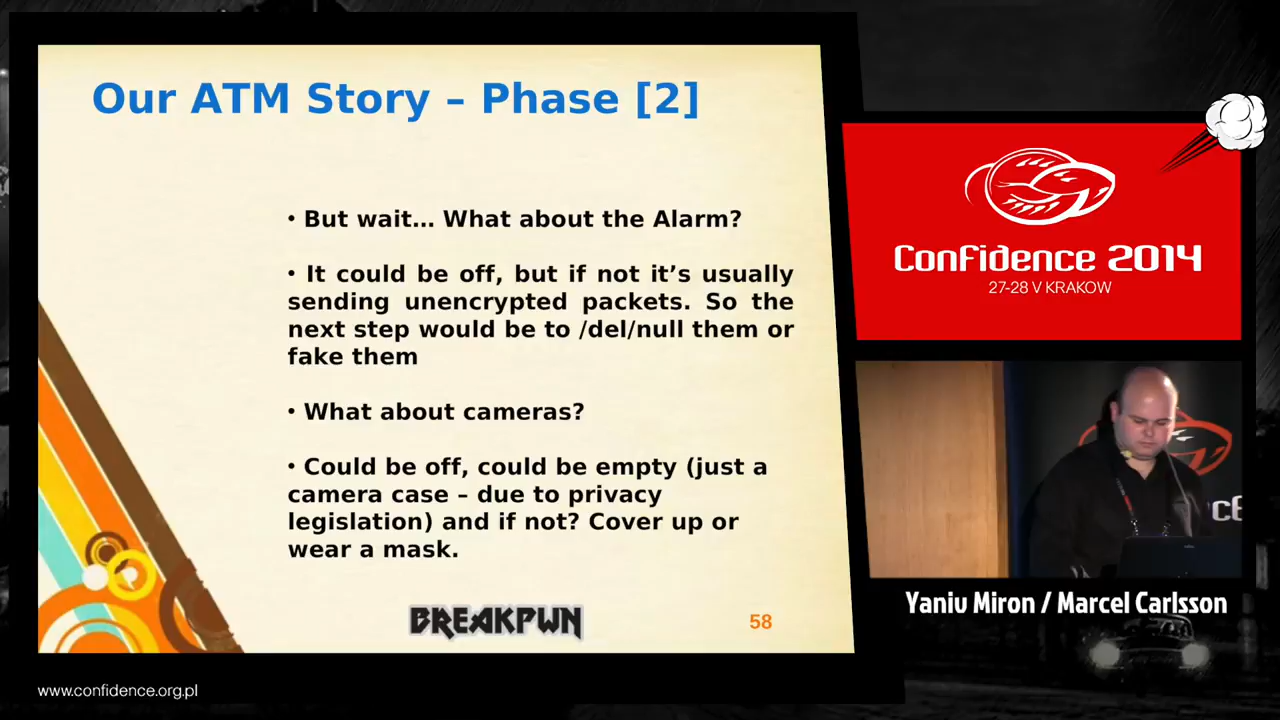 Our ATM Story – Phase [2]
• But wait… What about the Alarm?
• It could be off, but if not it’s usually
sending unencrypted packets. So the
next step would be to /del/null them or
fake them
• What about cameras?
• Could be off, could be empty (just a
camera case – due to privacy
legislation) and if not? Cover up or
wear a mask.
BREAKPWN
58
Confidence 2014
27-28 V KRAKOW
Yaniv Miron / Marcel Carlsson
www.confidence.org.pl